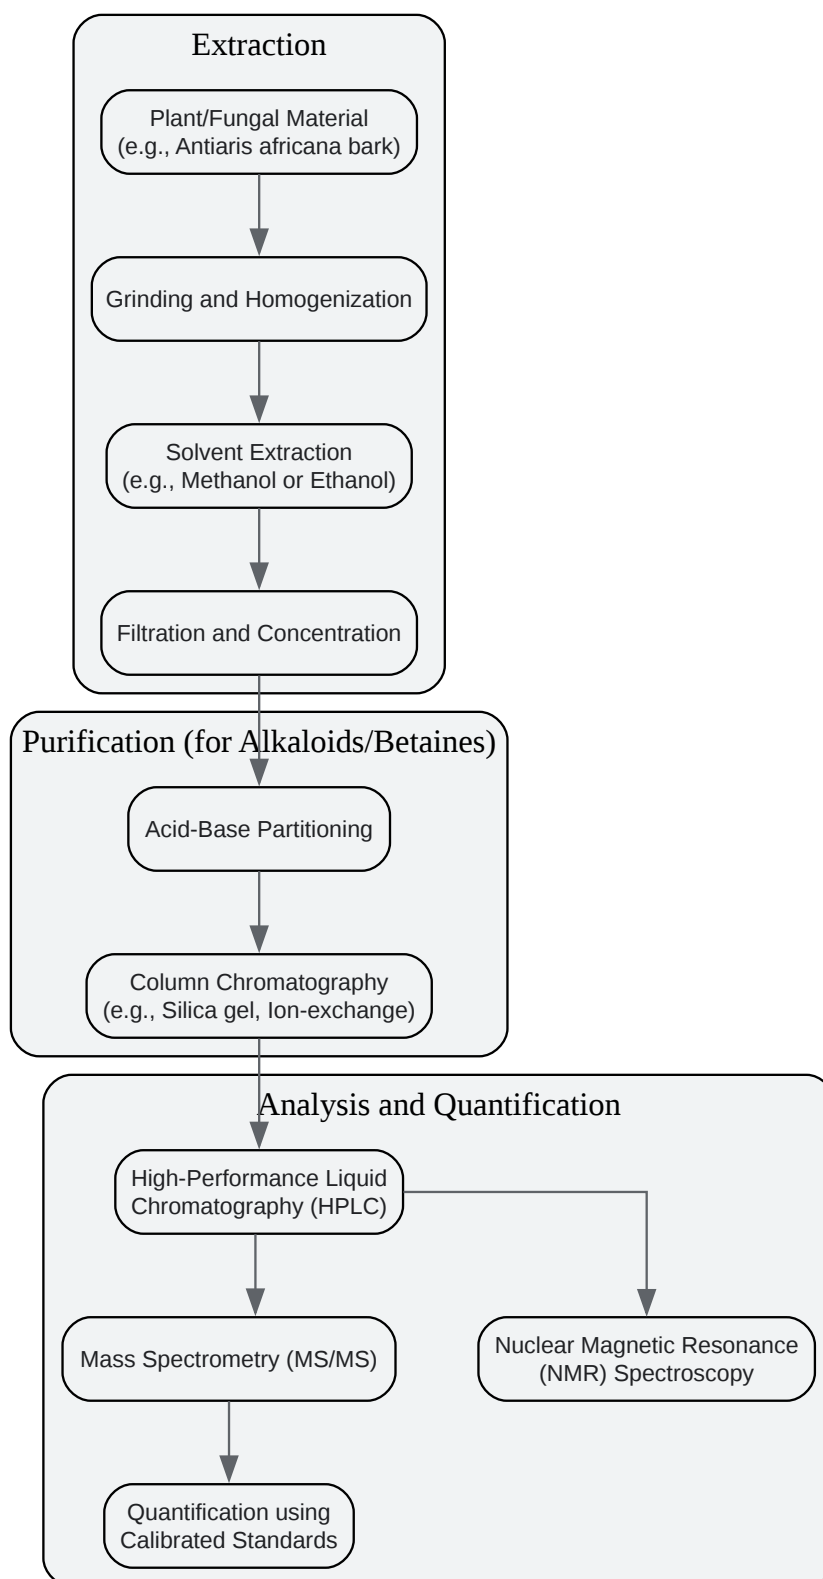 Extraction
Plant/Fungal Material
(e.g., Antiaris africana bark)
Grinding and Homogenization
Solvent Extraction
(e.g., Methanol or Ethanol)
Filtration and Concentration
Purification (for Alkaloids/Betaines)
Acid-Base Partitioning
Column Chromatography
(e.g., Silica gel, Ion-exchange)
Analysis and Quantification
High-Performance Liquid
Chromatography (HPLC)
Mass Spectrometry (MS/MS)
Nuclear Magnetic Resonance
(NMR) Spectroscopy
Quantification using
Calibrated Standards